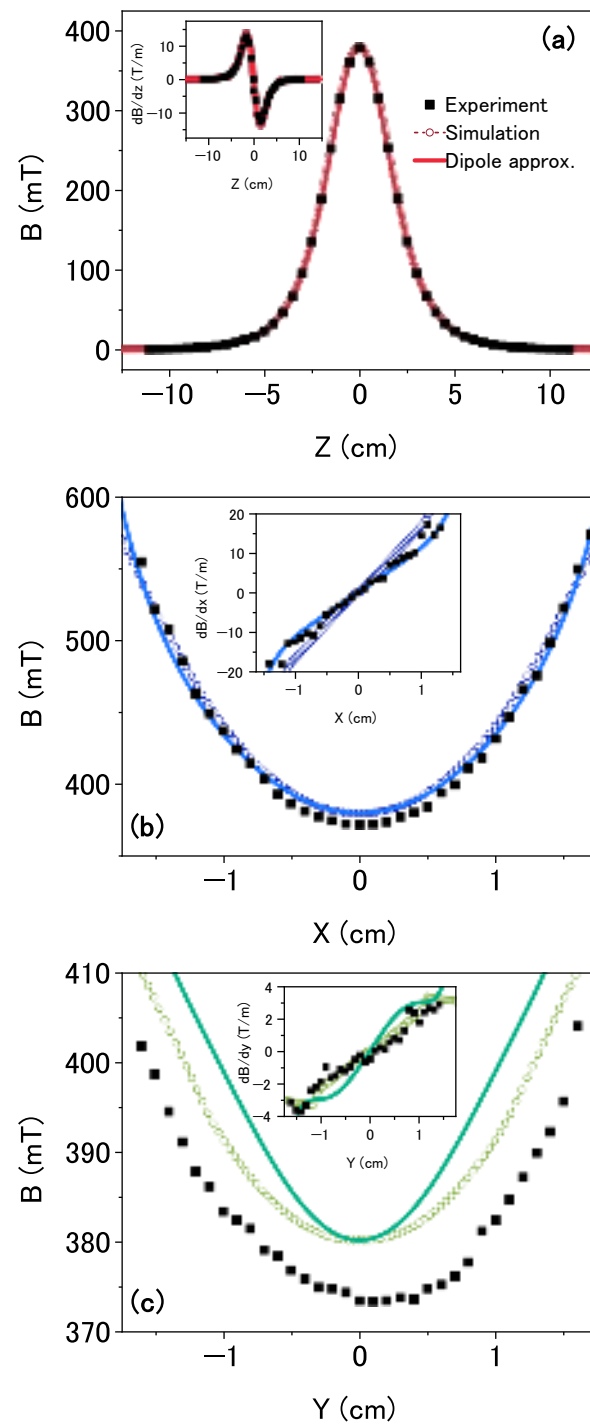 (a)
400
300
200
100
0
B (mT)
−10
−5
0
5
10
Z (cm)
Experiment
Simulation
Dipole approx.
10
0
−10
dB/dz (T/m)
−10
0
10
Z (cm)
600
500
400
B (mT)
(b)
−1
0
1
X (cm)
20
10
0
−10
−20
dB/dx (T/m)
−1
0
1
X (cm)
410
400
390
380
370
B (mT)
(c)
−1
0
1
Y (cm)
4
2
0
−2
−4
dB/dy (T/m)
−1
0
1
Y (cm)